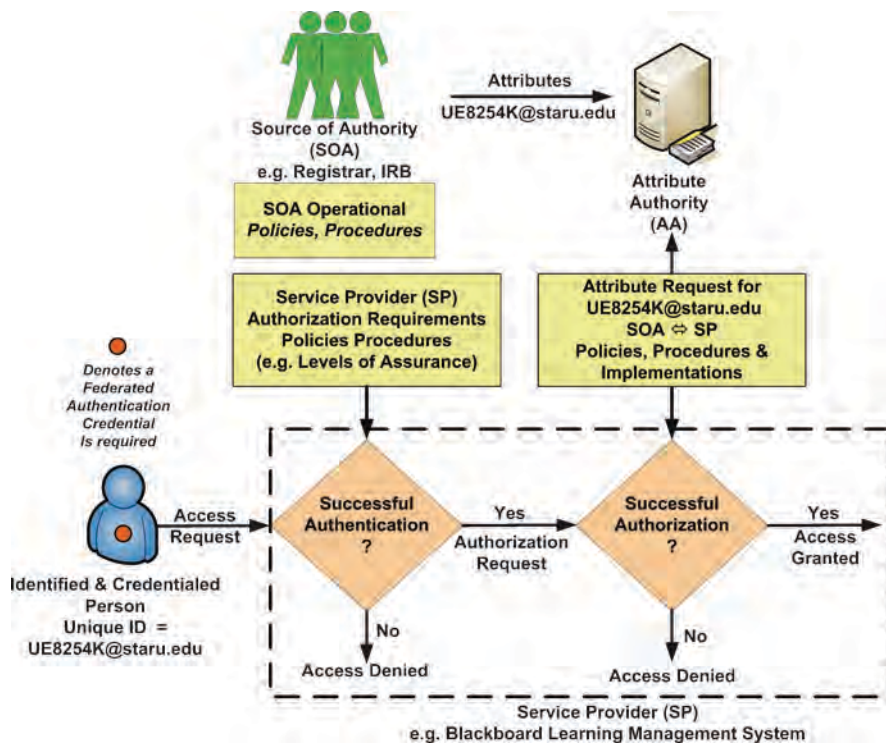 Source of Authority
(SOA)
e.g. Registrar, IRB
Attributes
UE8254K@staru.edu
Attribute
Authority
(AA)
SOA Operational
Policies, Procedures
Service Provider (SP)
Authorization Requirements
Policies Procedures
(e.g. Levels of Assurance)
Attribute Request for
UE8254K@staru.edu
SOA ⇔ SP
Policies, Procedures &
Implementations
Denotes a
Federated
Authentication
Credential
Is required
Access
Request
Identified & Credentialed
Person
Unique ID =
UE8254K@staru.edu
Successful
Authentication
?
Yes
Authorization
Request
No
Access Denied
Successful
Authorization
?
Yes
Access
Granted
No
Access Denied
Service Provider (SP)
e.g. Blackboard Learning Management System